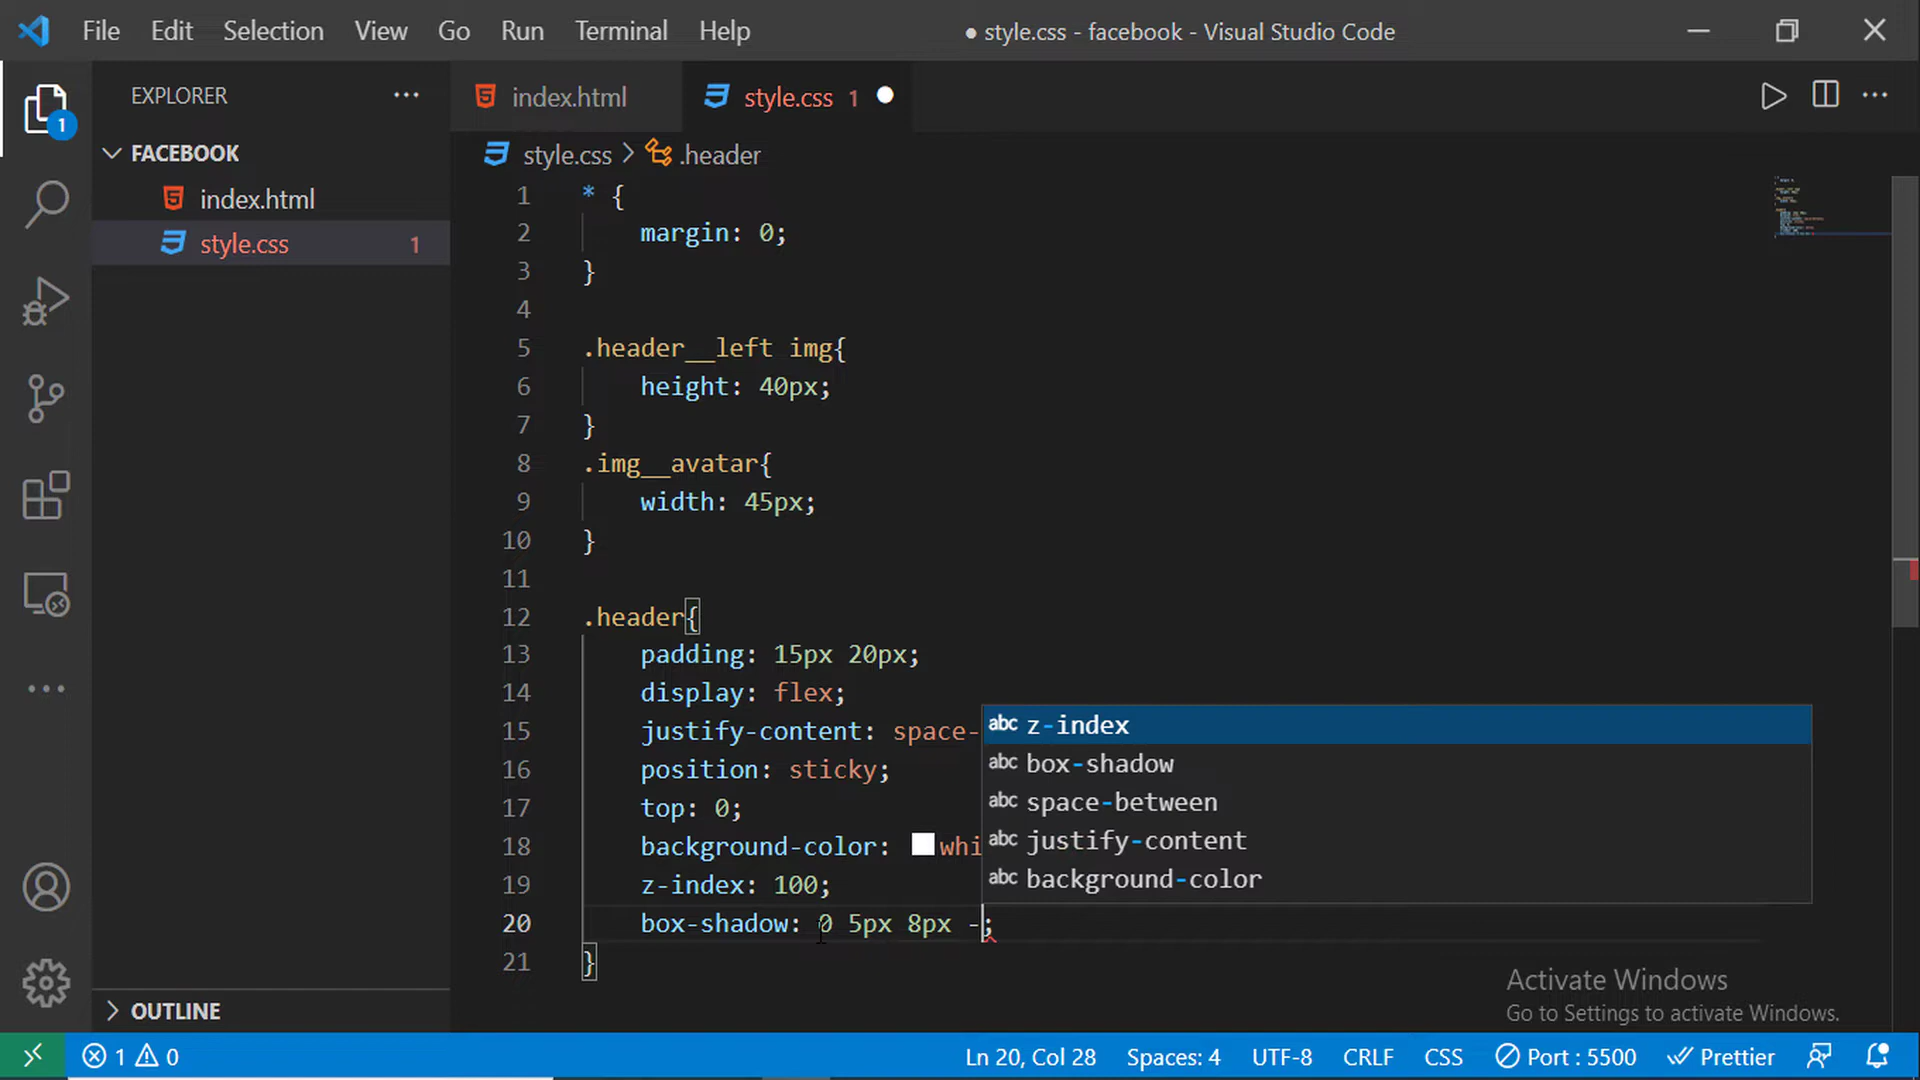 File Edit Selection View Go Run Terminal Help
● style.css - facebook - Visual Studio Code
EXPLORER
FACEBOOK
index.html
style.css 1
OUTLINE
1
index.html
style.css 1
style.css > .header
1 * {
2 margin: 0;
3 }
4
5 .header__left img{
6 height: 40px;
7 }
8 .img__avatar{
9 width: 45px;
10 }
11
12 .header{
13 padding: 15px 20px;
14 display: flex;
15 justify-content: space-
16 position: sticky;
17 top: 0;
18 background-color: whi
19 z-index: 100;
20 box-shadow: 0 5px 8px -;
21 }
abc z-index
abc box-shadow
abc space-between
abc justify-content
abc background-color
Activate Windows
Go to Settings to activate Windows.
1 0
Ln 20, Col 28 Spaces: 4 UTF-8 CRLF CSS Port : 5500 Prettier